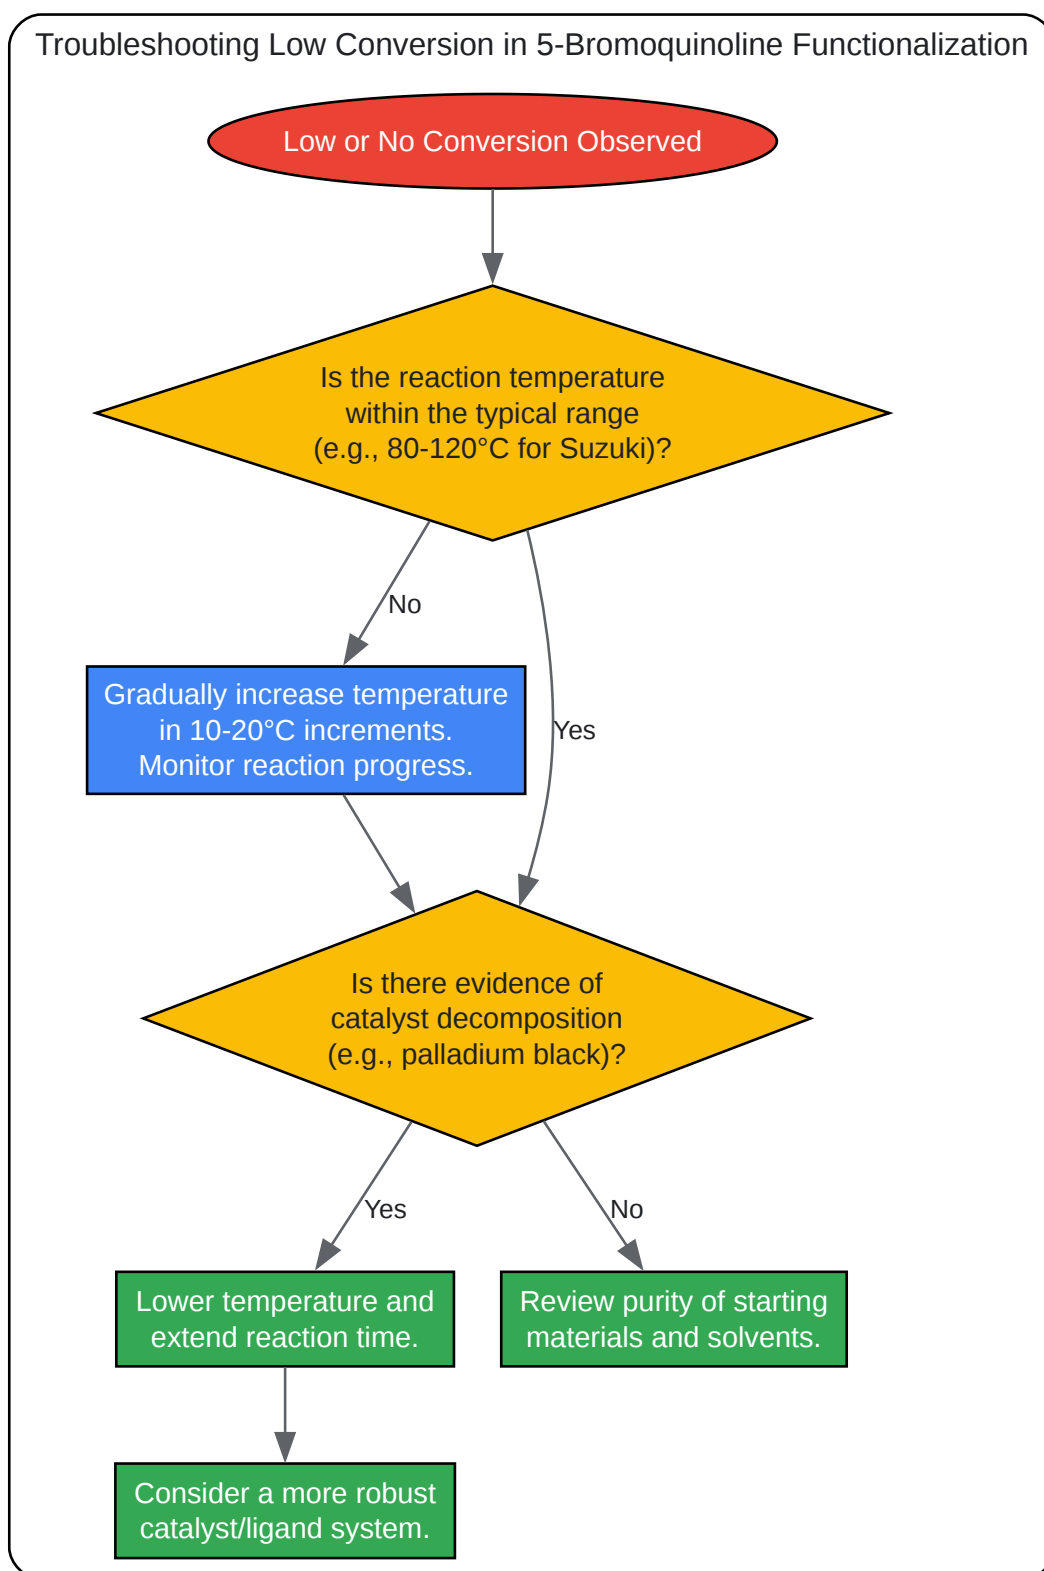 Troubleshooting Low Conversion in 5-Bromoquinoline Functionalization
Low or No Conversion Observed
Is the reaction temperature
within the typical range
(e.g., 80-120°C for Suzuki)?
No
Gradually increase temperature
in 10-20°C increments.
Monitor reaction progress.
Yes
Is there evidence of
catalyst decomposition
(e.g., palladium black)?
Yes
No
Lower temperature and
extend reaction time.
Review purity of starting
materials and solvents.
Consider a more robust
catalyst/ligand system.